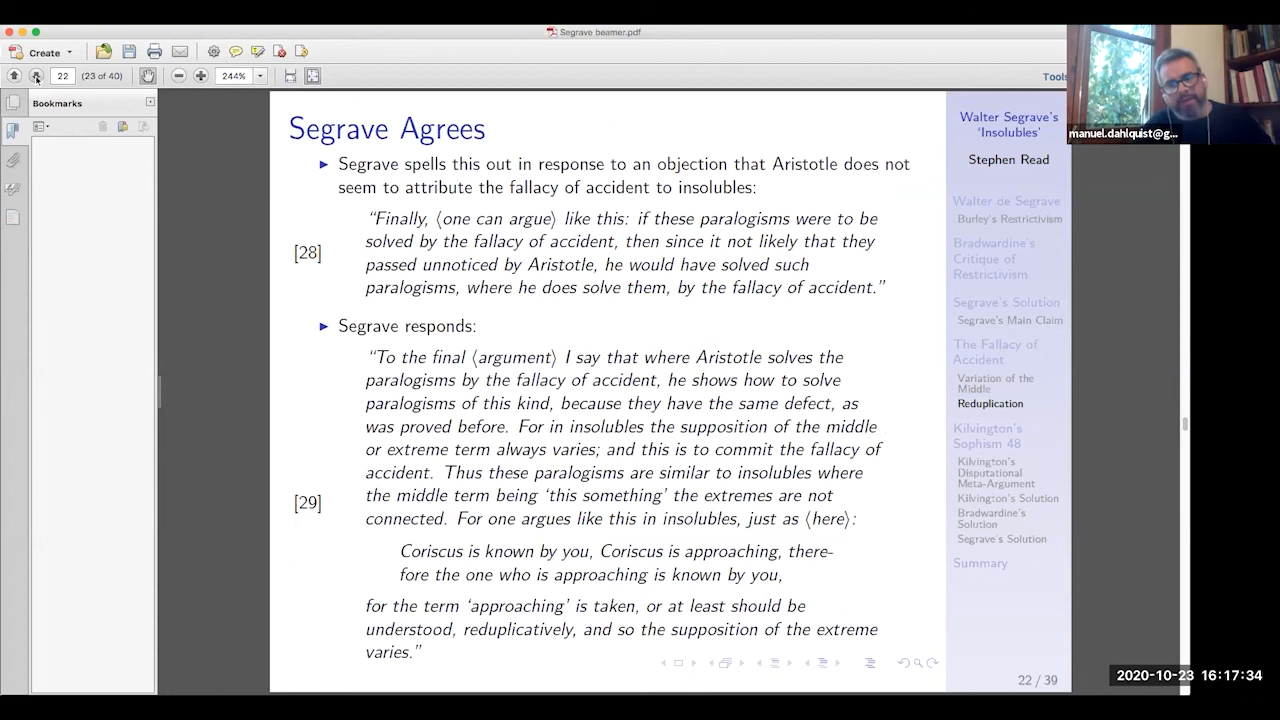 Segrave beamer.pdf
Create
22 (23 of 40) 244% Tools
Bookmarks
manuel.dahlquist@g...
Segrave Agrees
▶ Segrave spells this out in response to an objection that Aristotle does not
seem to attribute the fallacy of accident to insolubles:
“Finally, ⟨one can argue⟩ like this: if these paralogisms were to be
solved by the fallacy of accident, then since it not likely that they
[28]
passed unnoticed by Aristotle, he would have solved such
paralogisms, where he does solve them, by the fallacy of accident.”
▶ Segrave responds:
“To the final ⟨argument⟩ I say that where Aristotle solves the
paralogisms by the fallacy of accident, he shows how to solve
paralogisms of this kind, because they have the same defect, as
was proved before. For in insolubles the supposition of the middle
or extreme term always varies; and this is to commit the fallacy of
accident. Thus these paralogisms are similar to insolubles where
the middle term being ‘this something’ the extremes are not
[29]
connected. For one argues like this in insolubles, just as ⟨here⟩:
Coriscus is known by you, Coriscus is approaching, there-
fore the one who is approaching is known by you,
for the term ‘approaching’ is taken, or at least should be
understood, reduplicatively, and so the supposition of the extreme
varies.”
Walter Segrave’s
‘Insolubles’
Stephen Read
Walter de Segrave
Burley’s Restrictivism
Bradwardine’s
Critique of
Restrictivism
Segrave’s Solution
Segrave’s Main Claim
The Fallacy of
Accident
Variation of the
Middle
Reduplication
Kilvington’s
Sophism 48
Kilvington’s
Disputational
Meta-Argument
Kilvington’s Solution
Bradwardine’s
Solution
Segrave’s Solution
Summary
22 / 39
2020-10-23 16:17:34